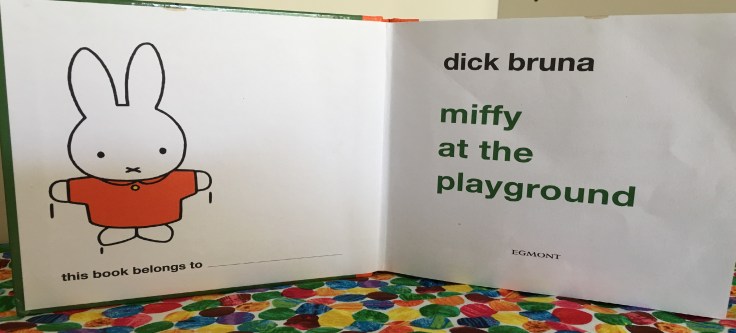 this book belongs to
dick bruna
miffy
at the
playground
EGMONT